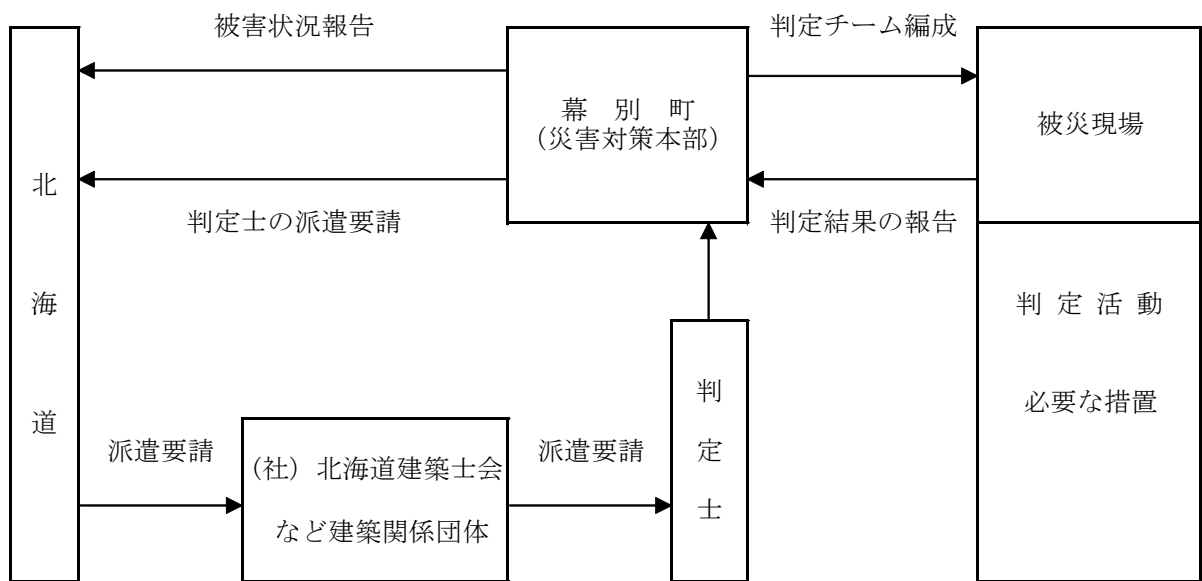 被害状況報告
判定チーム編成
幕別町
(災害対策本部)
被災現場
北海道
判定士の派遣要請
判定結果の報告
判定活動
必要な措置
判定士
派遣要請
(社)北海道建築士会
など建築関係団体
派遣要請